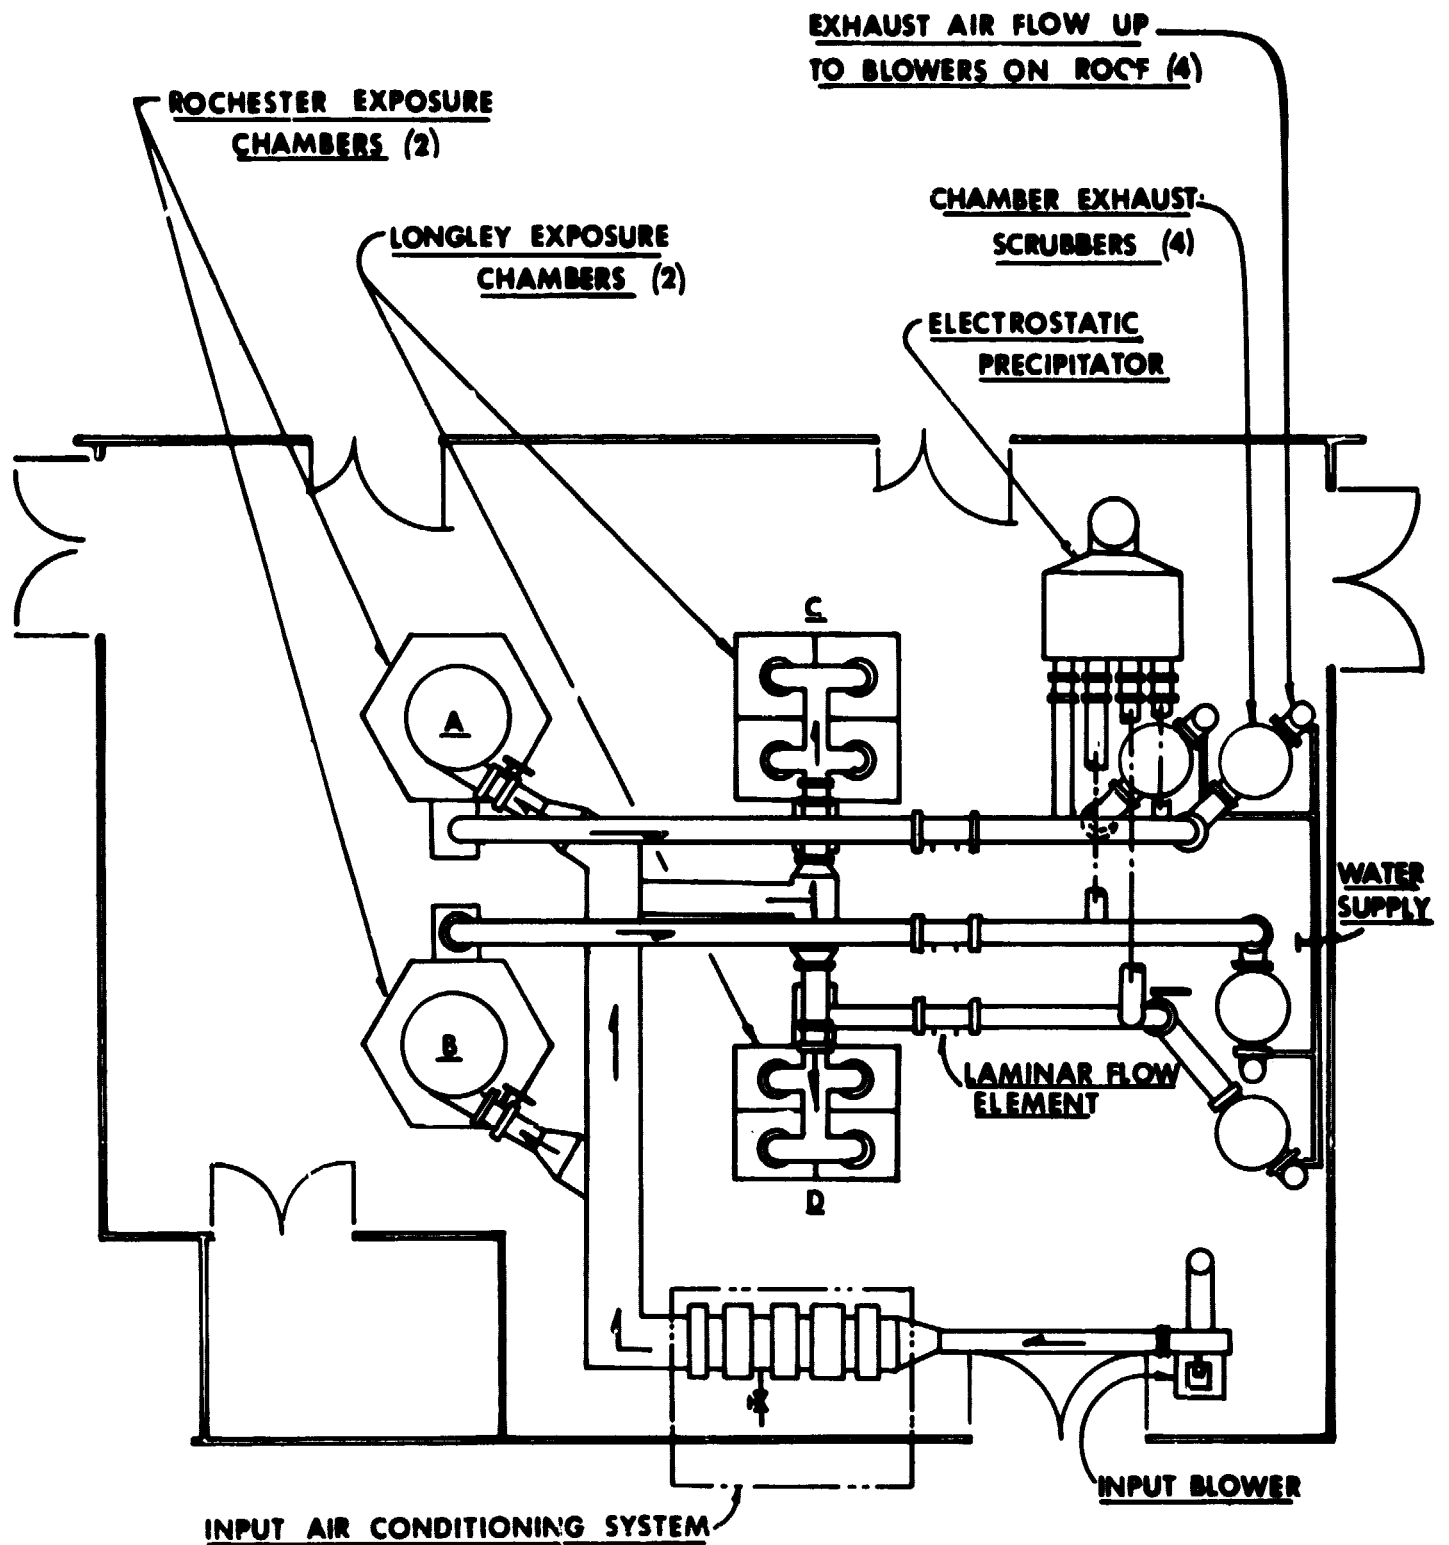 EXHAUST AIR FLOW UP
TO BLOWERS ON ROOF (4)
ROCHESTER EXPOSURE
CHAMBERS (2)
CHAMBER EXHAUST
SCRUBBERS (4)
LONGLEY EXPOSURE
CHAMBERS (2)
ELECTROSTATIC
PRECIPITATOR
C
A
WATER
SUPPLY
B
LAMINAR FLOW
ELEMENT
D
INPUT BLOWER
INPUT AIR CONDITIONING SYSTEM